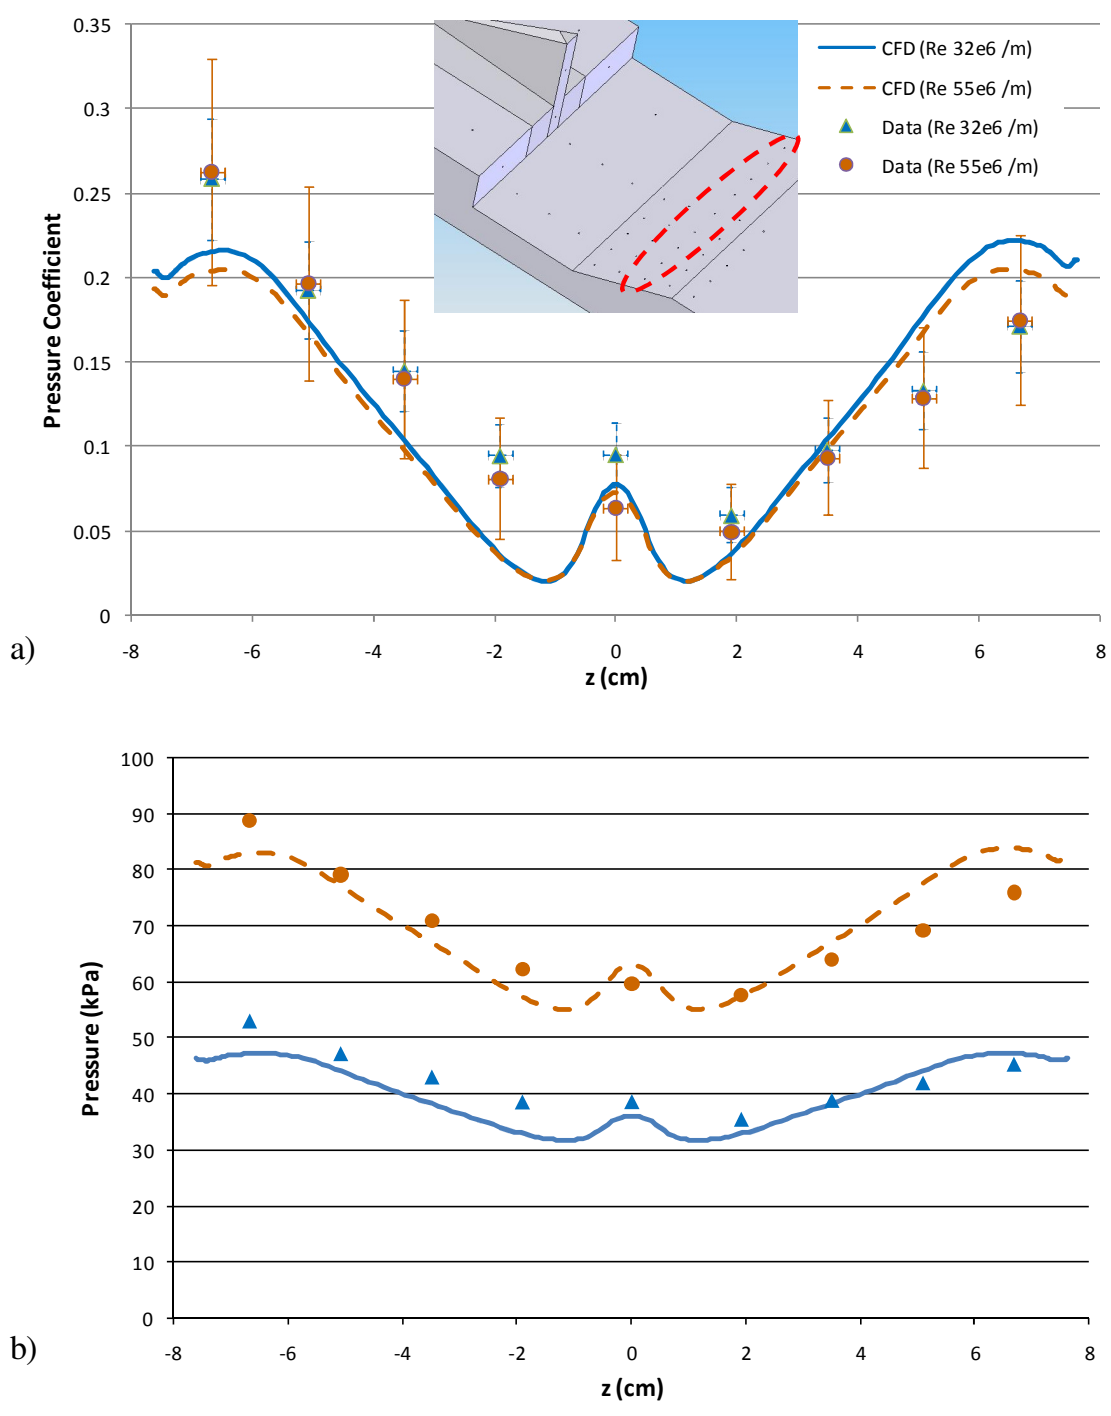 0.35
0.3
0.25
0.2
0.15
0.1
0.05
0
Pressure Coefficient
CFD (Re 32e6 /m)
CFD (Re 55e6 /m)
Data (Re 32e6 /m)
Data (Re 55e6 /m)
-8 -6 -4 -2 0 2 4 6 8
z (cm)
a)
100
90
80
70
60
50
40
30
20
10
0
Pressure (kPa)
-8 -6 -4 -2 0 2 4 6 8
z (cm)
b)